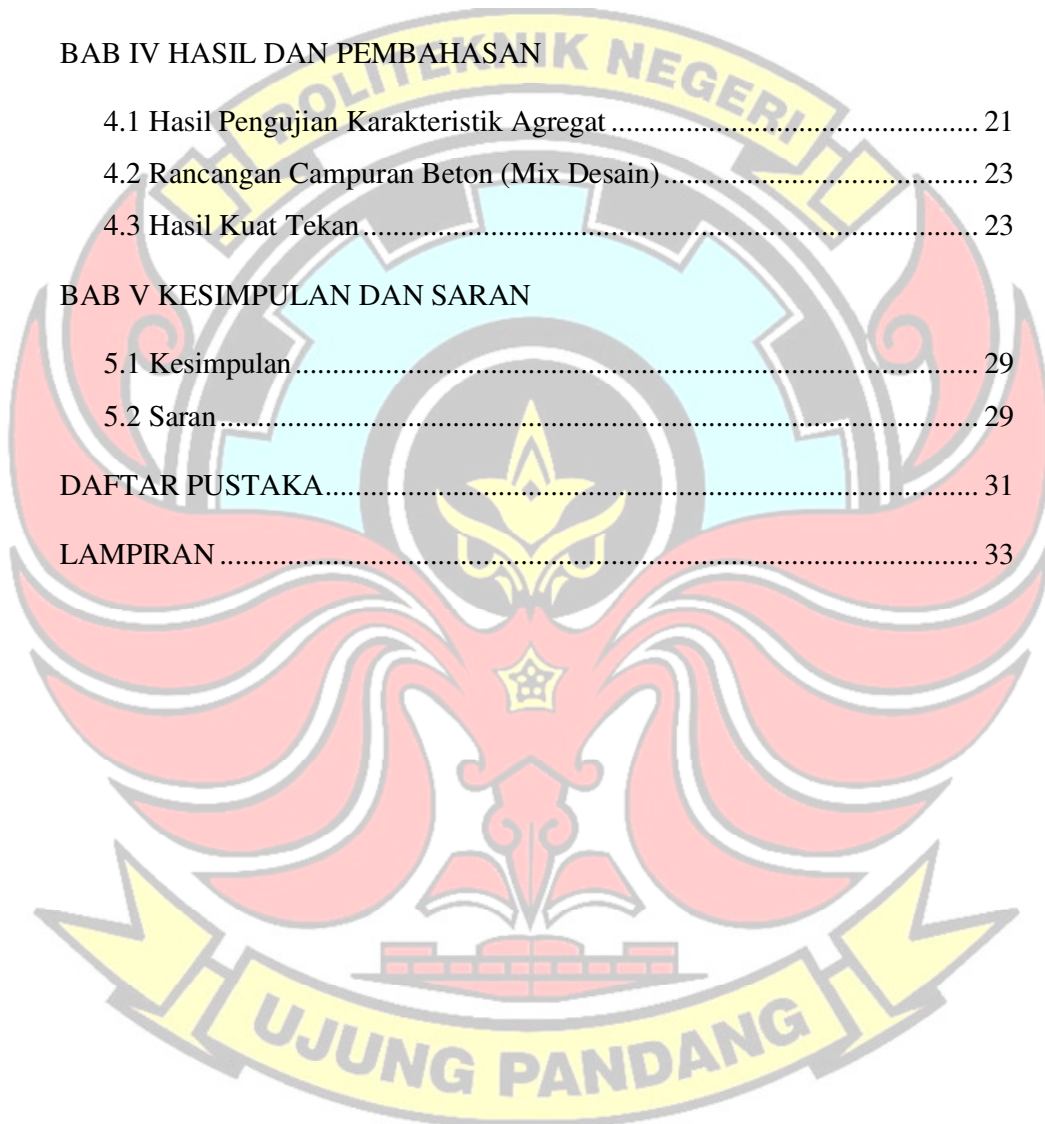 POLITEKNIK NEGERI
BAB IV HASIL DAN PEMBAHASAN
4.1 Hasil Pengujian Karakteristik Agregat ................................................ 21
4.2 Rancangan Campuran Beton (Mix Desain) ......................................... 23
4.3 Hasil Kuat Tekan ................................................................................ 23
BAB V KESIMPULAN DAN SARAN
5.1 Kesimpulan ......................................................................................... 29
5.2 Saran ................................................................................................... 29
DAFTAR PUSTAKA..................................................................................... 31
LAMPIRAN ................................................................................................... 33
UJUNG PANDANG